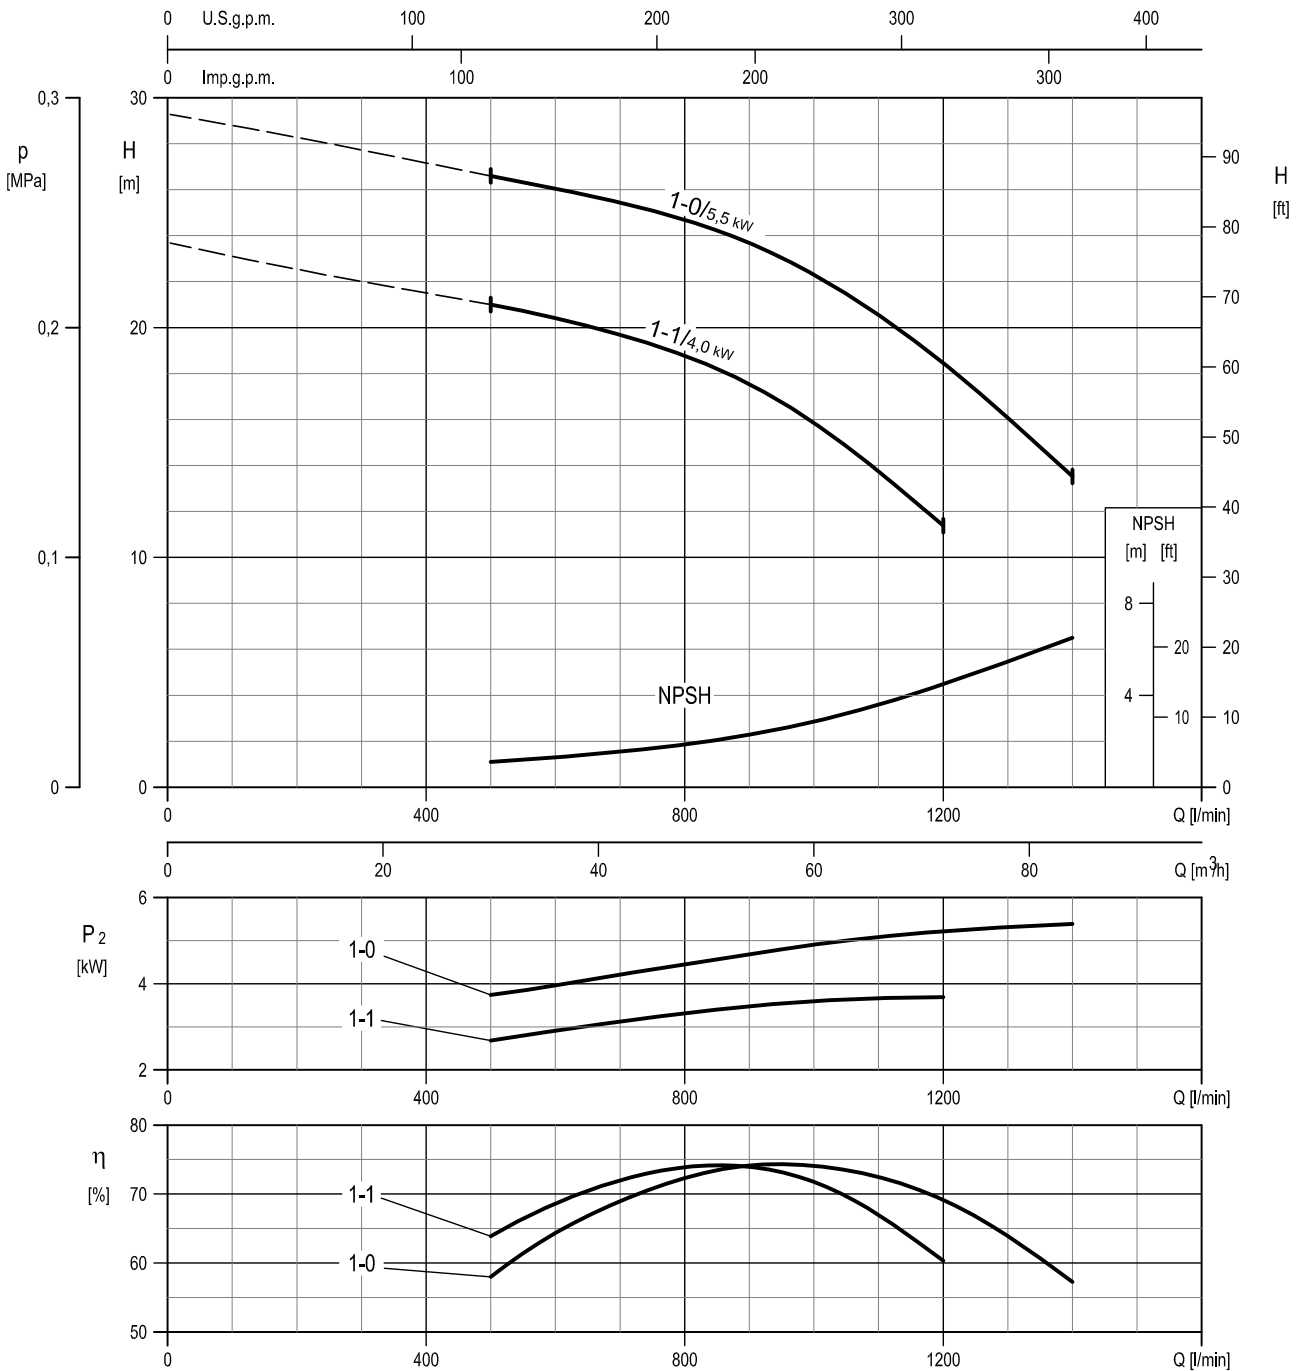 0 U.S.g.p.m. 100 200 300 400
0 Imp.g.p.m. 100 200 300
0,3 30
p H
[MPa] [m]
90
H
[ft]
1-0/5,5 kW
80
70
0,2 20
1-1/4,0 kW
60
50
40
NPSH
[m] [ft]
0,1 10
30
8
20 20
NPSH
4
10 10
0 0 0
0 400 800 1200 Q [l/min]
0 20 40 60 80 Q [m³/h]
6
P2
[kW]
1-0
4
1-1
2
0 400 800 1200 Q [l/min]
80
η
[%]
70
1-1
60
1-0
50
0 400 800 1200 Q [l/min]